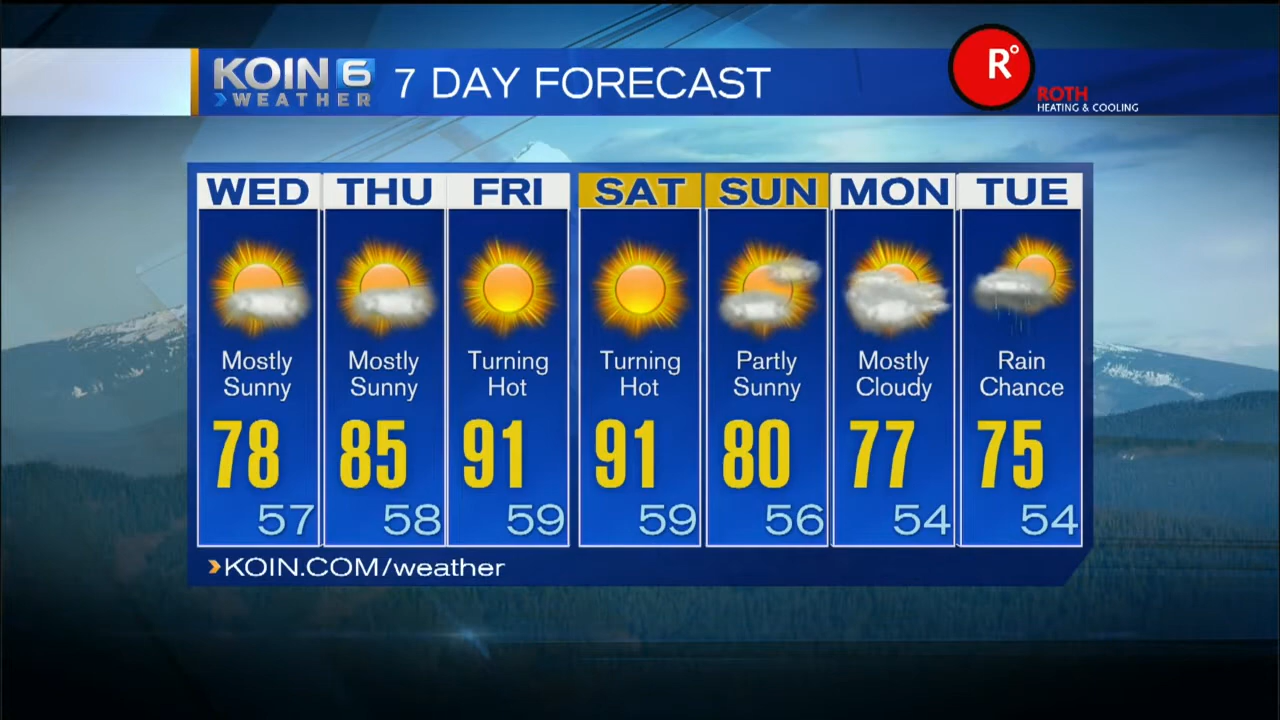 KOIN 6
WEATHER
7 DAY FORECAST
R°
ROTH
HEATING & COOLING
WED THU FRI SAT SUN MON TUE
Mostly Sunny
Mostly Sunny
Turning Hot
Turning Hot
Partly Sunny
Mostly Cloudy
Rain Chance
78 85 91 91 80 77 75
57 58 59 59 56 54 54
KOIN.COM/weather